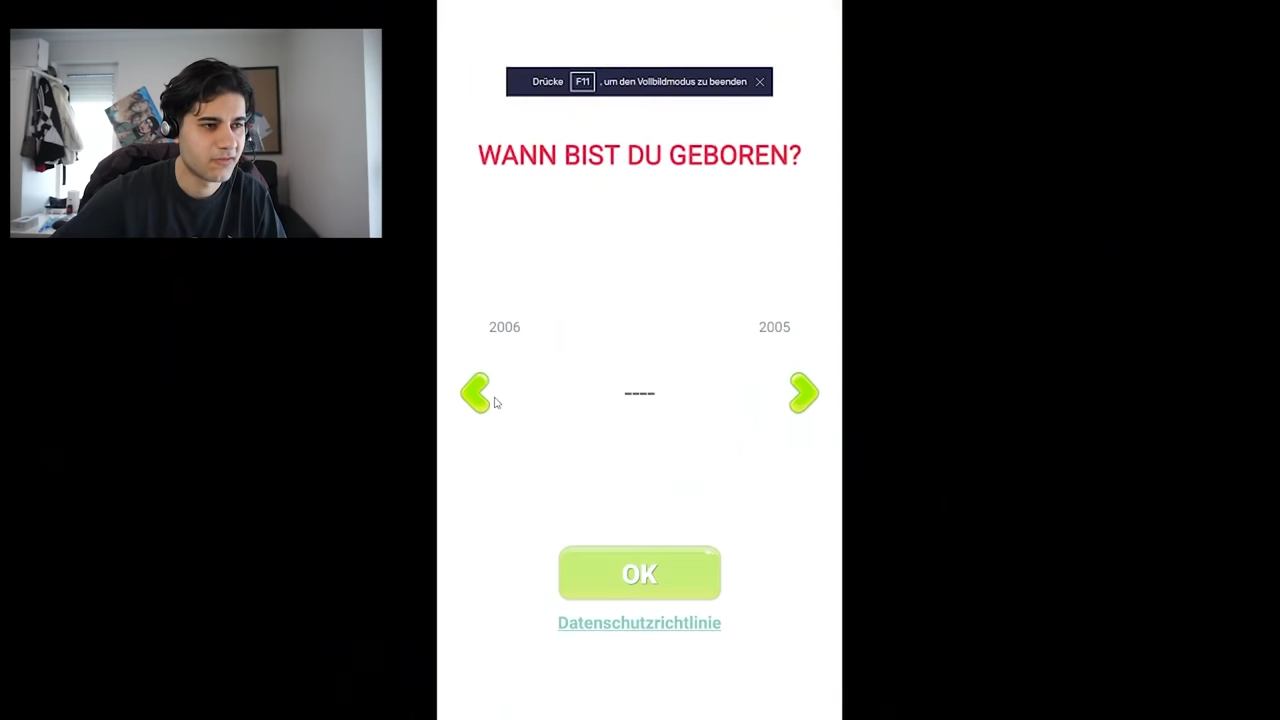 Drücke F11 , um den Vollbildmodus zu beenden
WANN BIST DU GEBOREN?
2006 2005
----
OK
Datenschutzrichtlinie